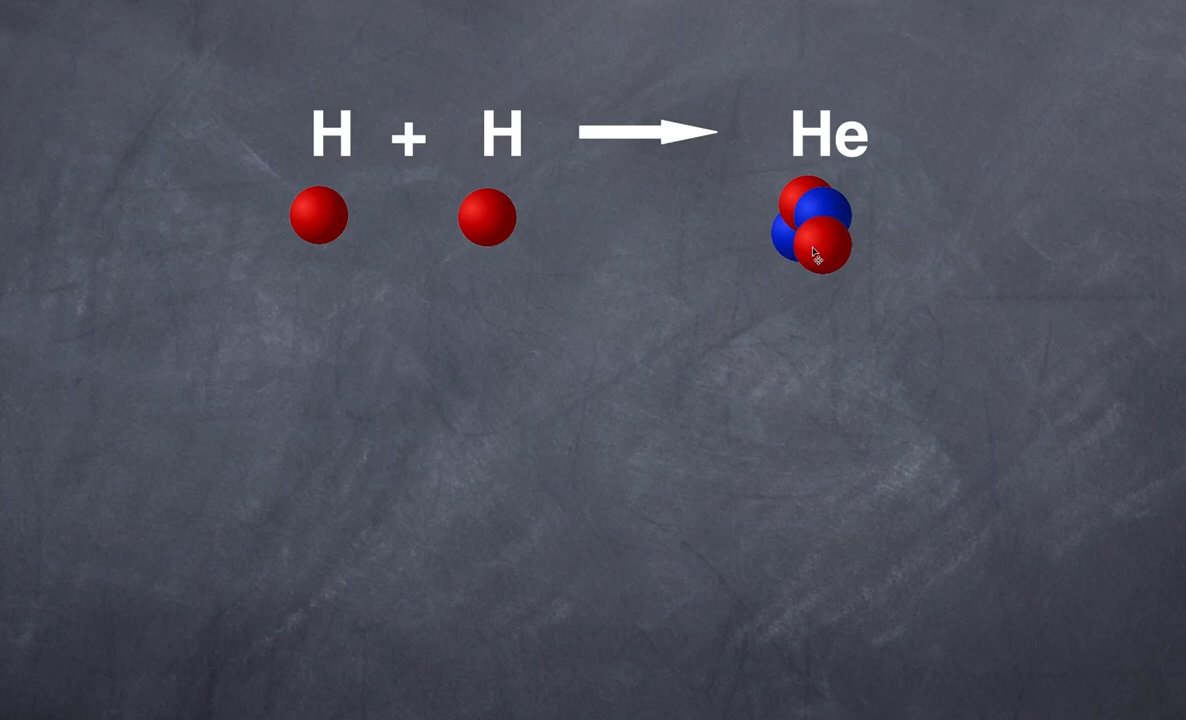 H + H → He